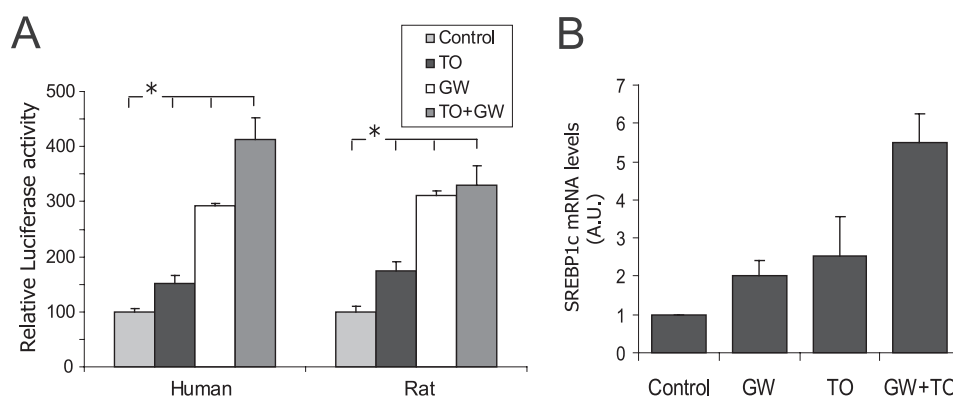 A
Control
TO
GW
TO+GW
Relative Luciferase activity
500
400
300
200
100
0
*
*
Human
Rat
B
SREBP1c mRNA levels
(A.U.)
7
6
5
4
3
2
1
0
Control
GW
TO
GW+TO